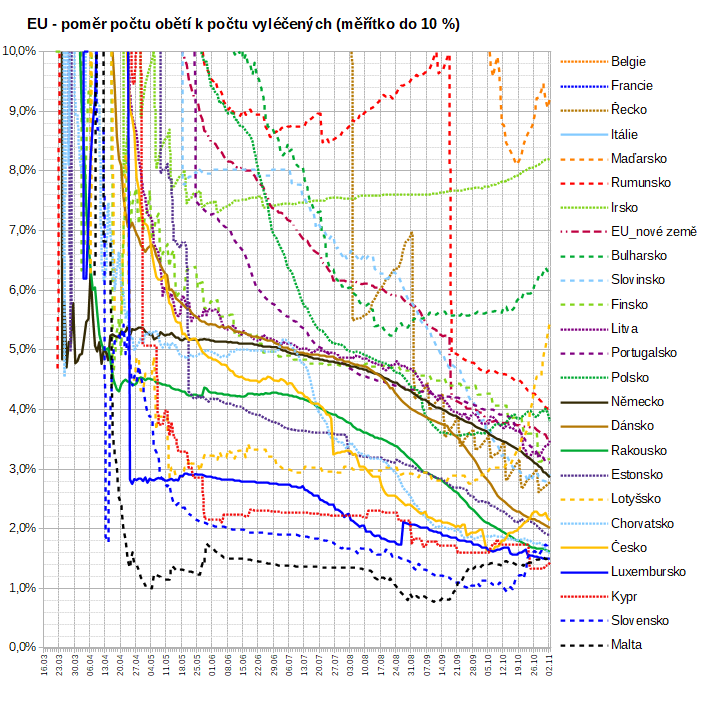 EU - poměr počtu obětí k počtu vyléčených (měřítko do 10 %)
10,0%
9,0%
8,0%
7,0%
6,0%
5,0%
4,0%
3,0%
2,0%
1,0%
0,0%
16.03
23.03
30.03
06.04
13.04
20.04
27.04
04.05
11.05
18.05
25.05
01.06
08.06
15.06
22.06
29.06
06.07
13.07
20.07
27.07
03.08
10.08
17.08
24.08
31.08
07.09
14.09
21.09
28.09
05.10
12.10
19.10
26.10
02.11
Belgie
Francie
Řecko
Itálie
Maďarsko
Rumunsko
Irsko
EU_nové země
Bulharsko
Slovinsko
Finsko
Litva
Portugalsko
Polsko
Německo
Dánsko
Rakousko
Estonsko
Lotyšsko
Chorvatsko
Česko
Luxembursko
Kypr
Slovensko
Malta